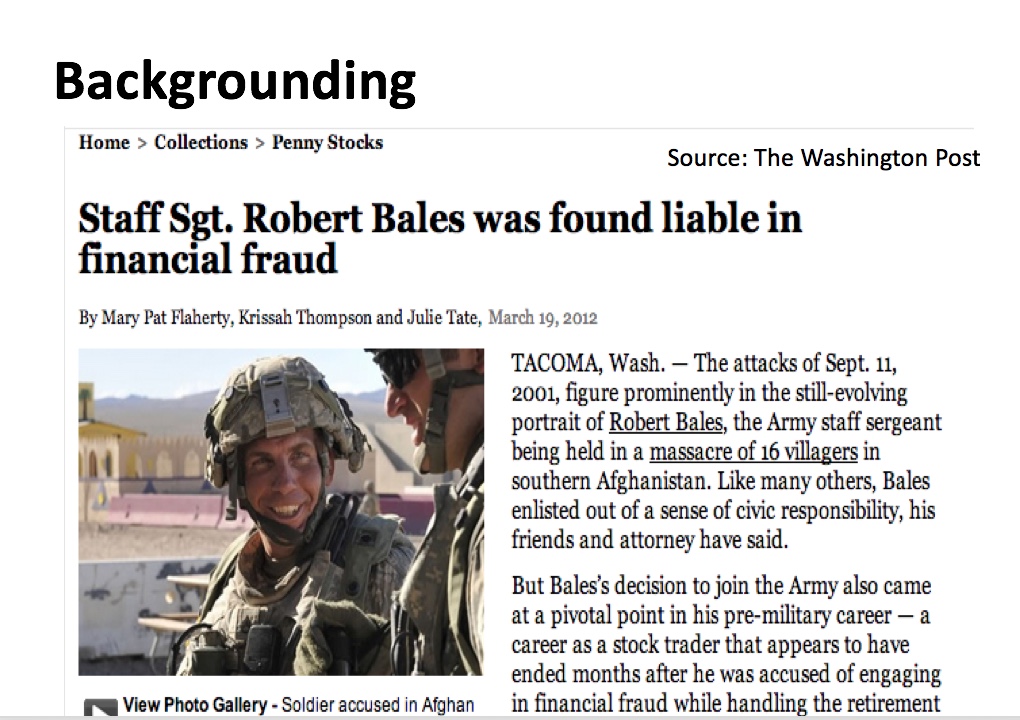 Backgrounding
Home > Collections > Penny Stocks
Source: The Washington Post
Staff Sgt. Robert Bales was found liable in
financial fraud
By Mary Pat Flaherty, Krissah Thompson and Julie Tate, March 19, 2012
TACOMA, Wash. — The attacks of Sept. 11,
2001, figure prominently in the still-evolving
portrait of Robert Bales, the Army staff sergeant
being held in a massacre of 16 villagers in
southern Afghanistan. Like many others, Bales
enlisted out of a sense of civic responsibility, his
friends and attorney have said.
But Bales's decision to join the Army also came
at a pivotal point in his pre-military career — a
career as a stock trader that appears to have
ended months after he was accused of engaging
in financial fraud while handling the retirement
View Photo Gallery - Soldier accused in Afghan